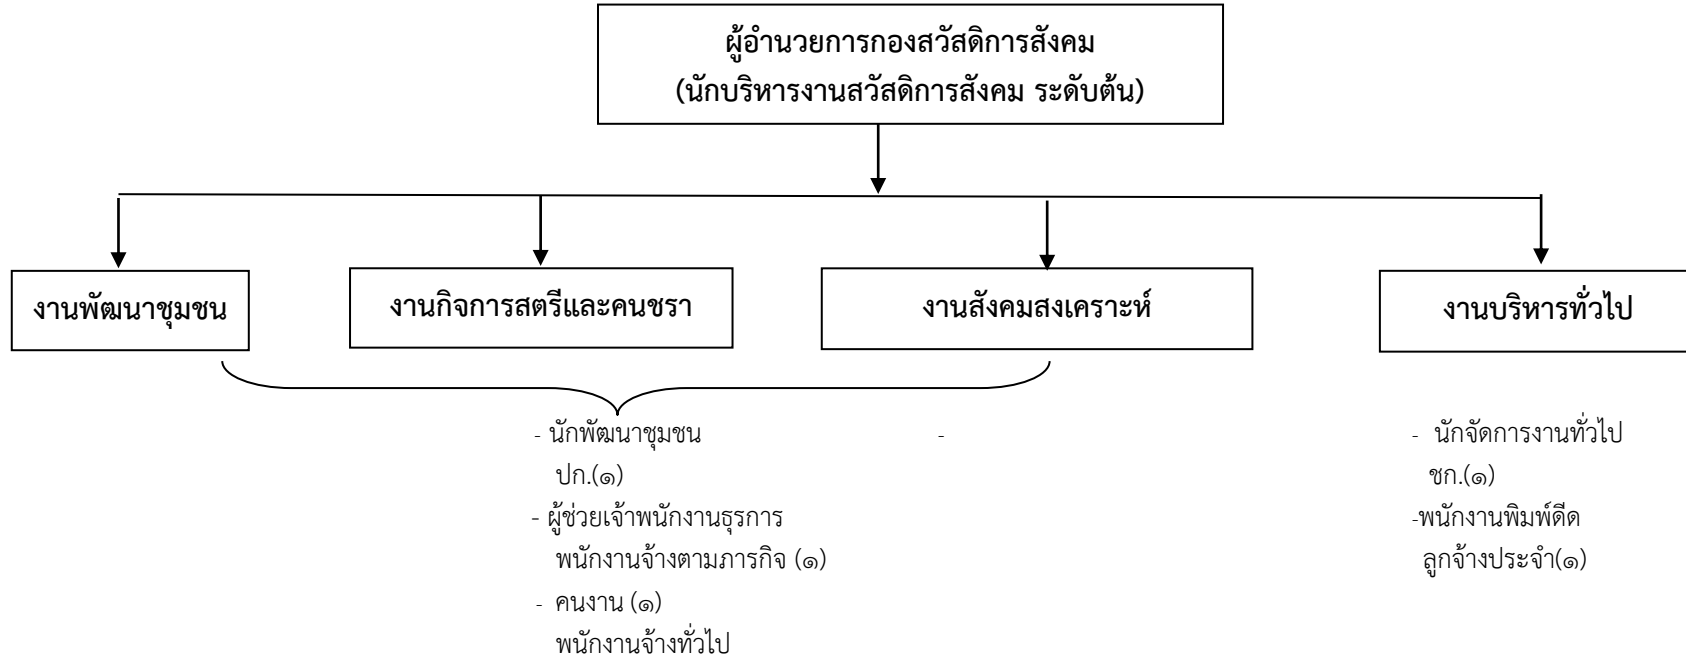 ผู้อำนวยการกองสวัสดิการสังคม
(นักบริหารงานสวัสดิการสังคม ระดับต้น)
งานพัฒนาชุมชน
งานกิจการสตรีและคนชรา
งานสังคมสงเคราะห์
งานบริหารทั่วไป
- นักพัฒนาชุมชน
ปก.(๑)
- ผู้ช่วยเจ้าพนักงานธุรการ
พนักงานจ้างตามภารกิจ (๑)
- คนงาน (๑)
พนักงานจ้างทั่วไป
-
- นักจัดการงานทั่วไป
ชก.(๑)
-พนักงานพิมพ์ดีด
ลูกจ้างประจำ(๑)